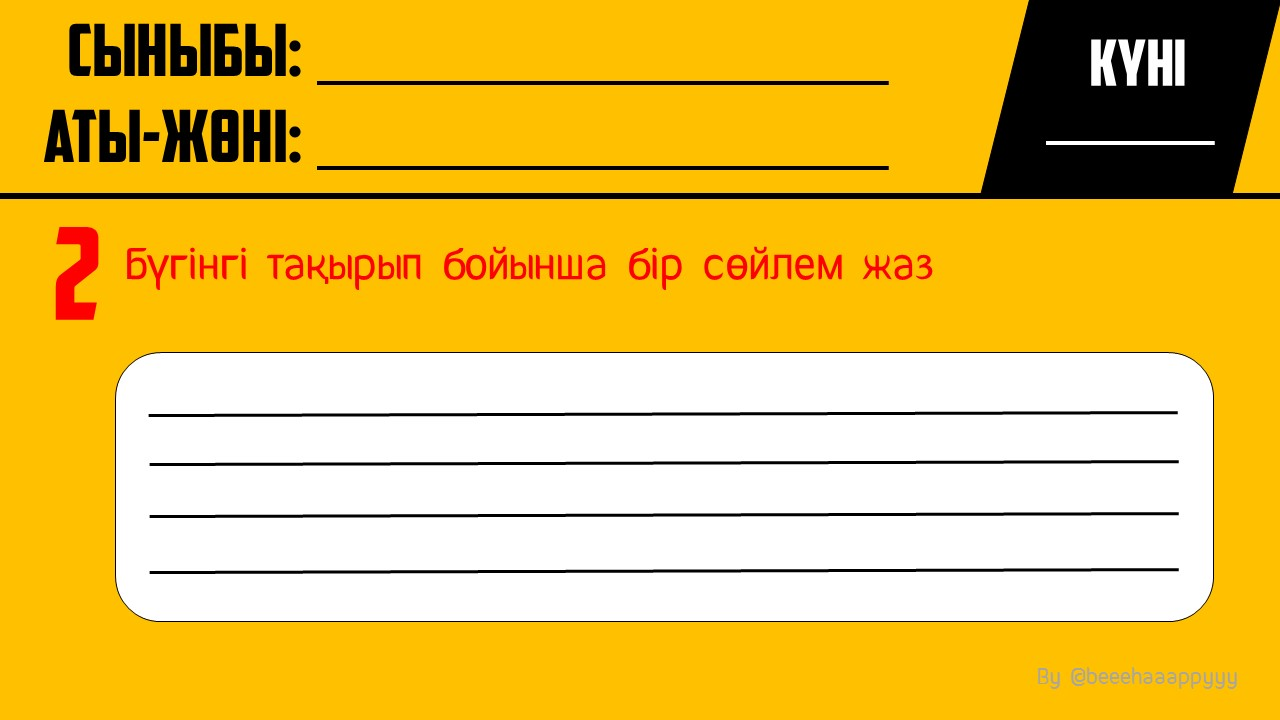 СЫНЫБЫ:
АТЫ-ЖӨНІ:
КҮНІ
2 Бүгінгі тақырып бойынша бір сөйлем жаз
By @beeehaaappyyy